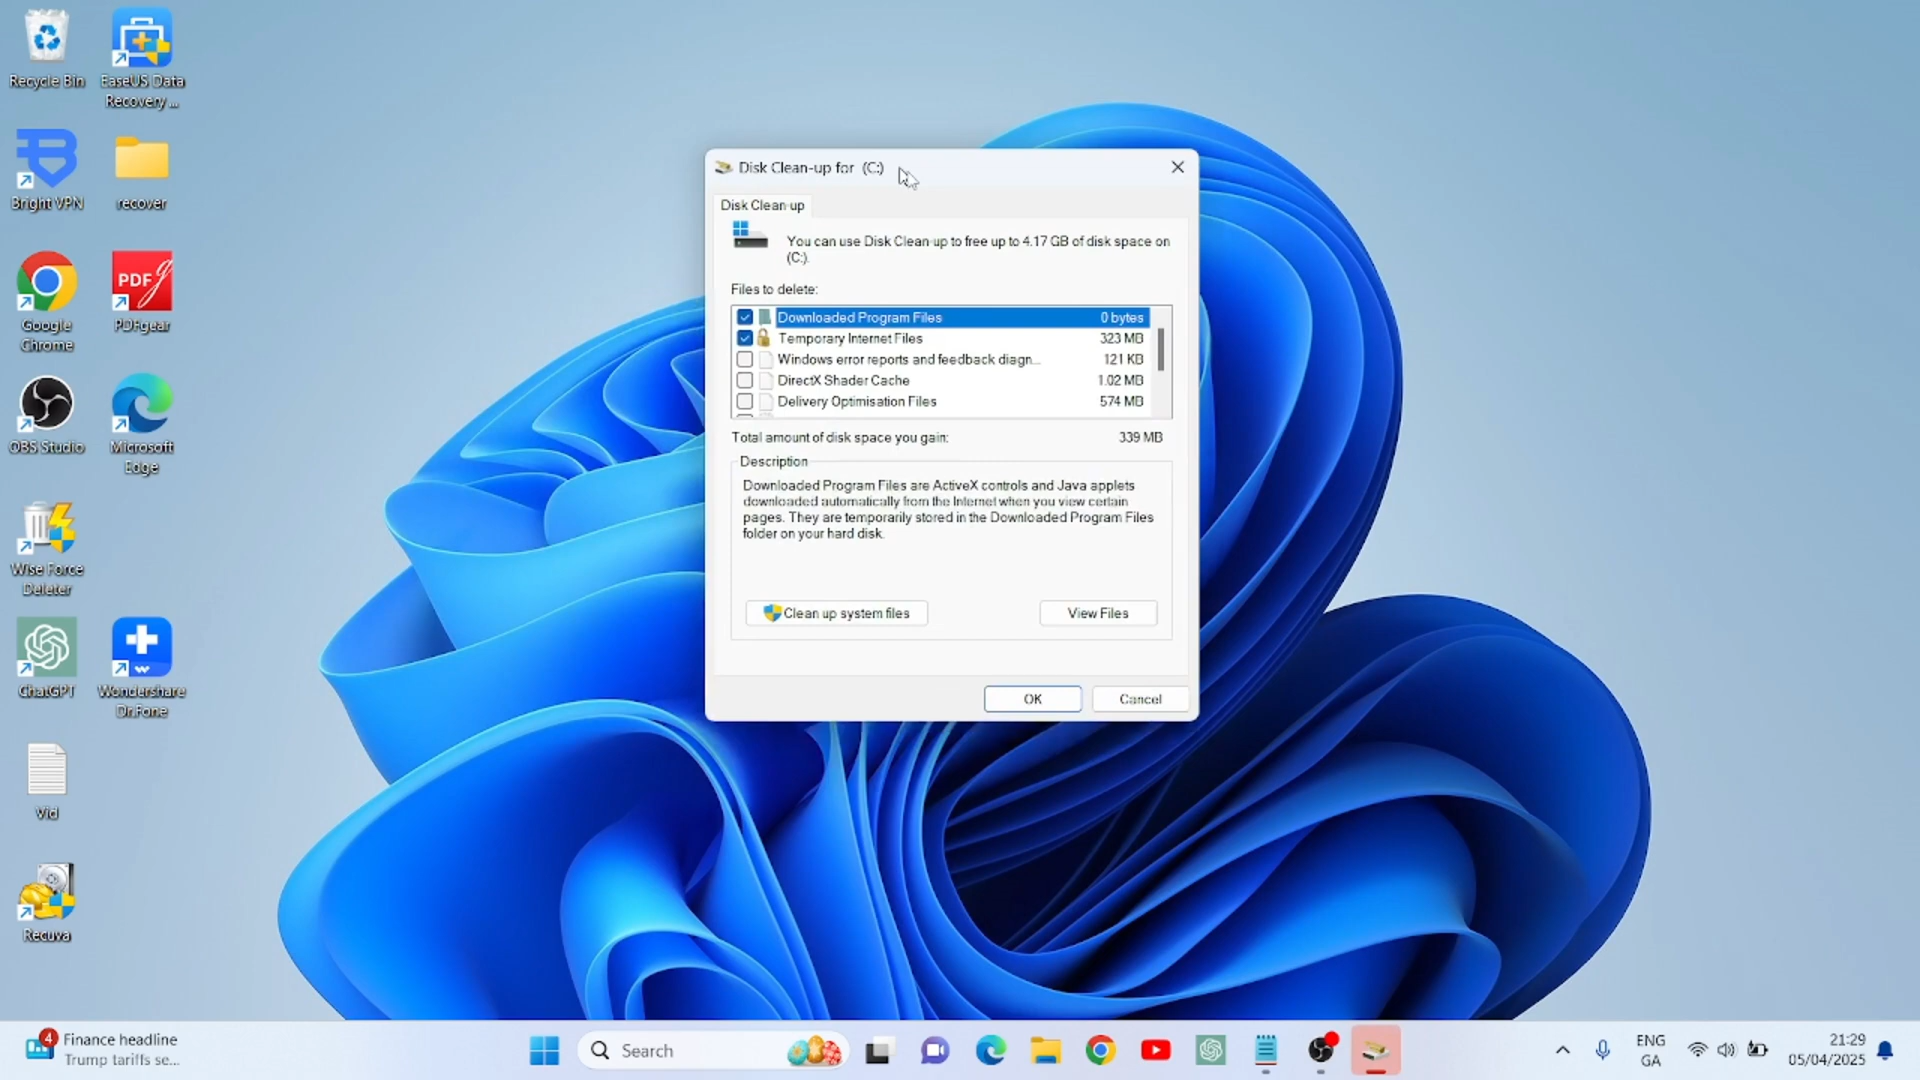 Recycle Bin
EaseUS Data
Recovery ...
Bright VPN
recover
Google
Chrome
PDF
PDFgear
OBS Studio
Microsoft
Edge
Wise Force
Deleter
ChatGPT
Wondershare
Dr.Fone
Vid
Recuva
Disk Clean-up for (C:)
Disk Clean-up
You can use Disk Clean-up to free up to 4.17 GB of disk space on
(C:).
Files to delete:
Downloaded Program Files 0 bytes
Temporary Internet Files 323 MB
Windows error reports and feedback diagn... 121 KB
DirectX Shader Cache 1.02 MB
Delivery Optimisation Files 574 MB
Total amount of disk space you gain: 339 MB
Description
Downloaded Program Files are ActiveX controls and Java applets
downloaded automatically from the Internet when you view certain
pages. They are temporarily stored in the Downloaded Program Files
folder on your hard disk.
Clean up system files
View Files
OK
Cancel
4
Finance headline
Trump tariffs se...
Search
ENG
GA
21:29
05/04/2025